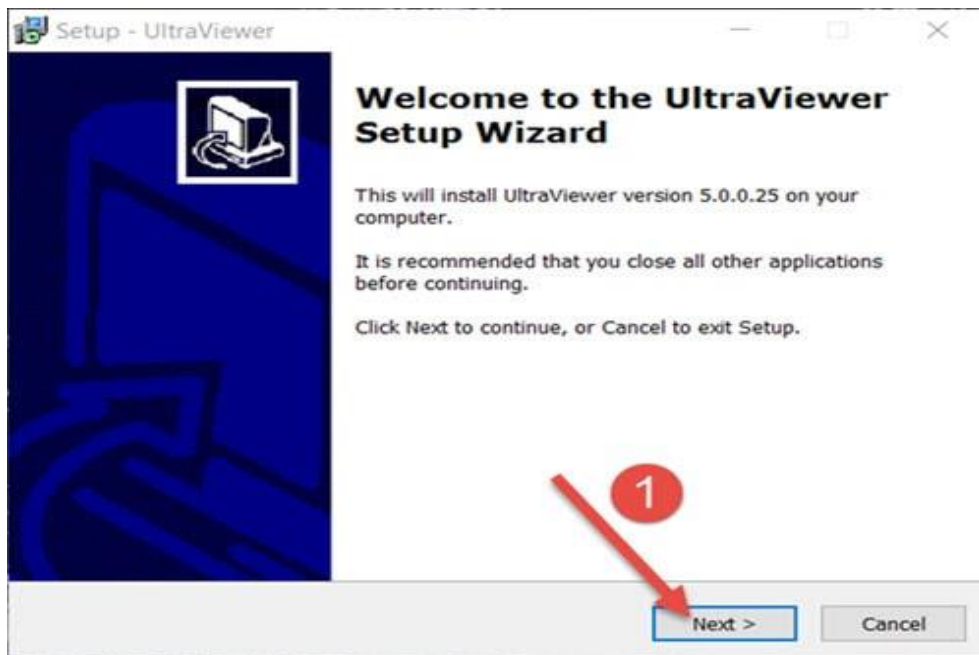 Setup - UltraViewer
Welcome to the UltraViewer
Setup Wizard
This will install UltraViewer version 5.0.0.25 on your
computer.
It is recommended that you close all other applications
before continuing.
Click Next to continue, or Cancel to exit Setup.
1
Next >
Cancel